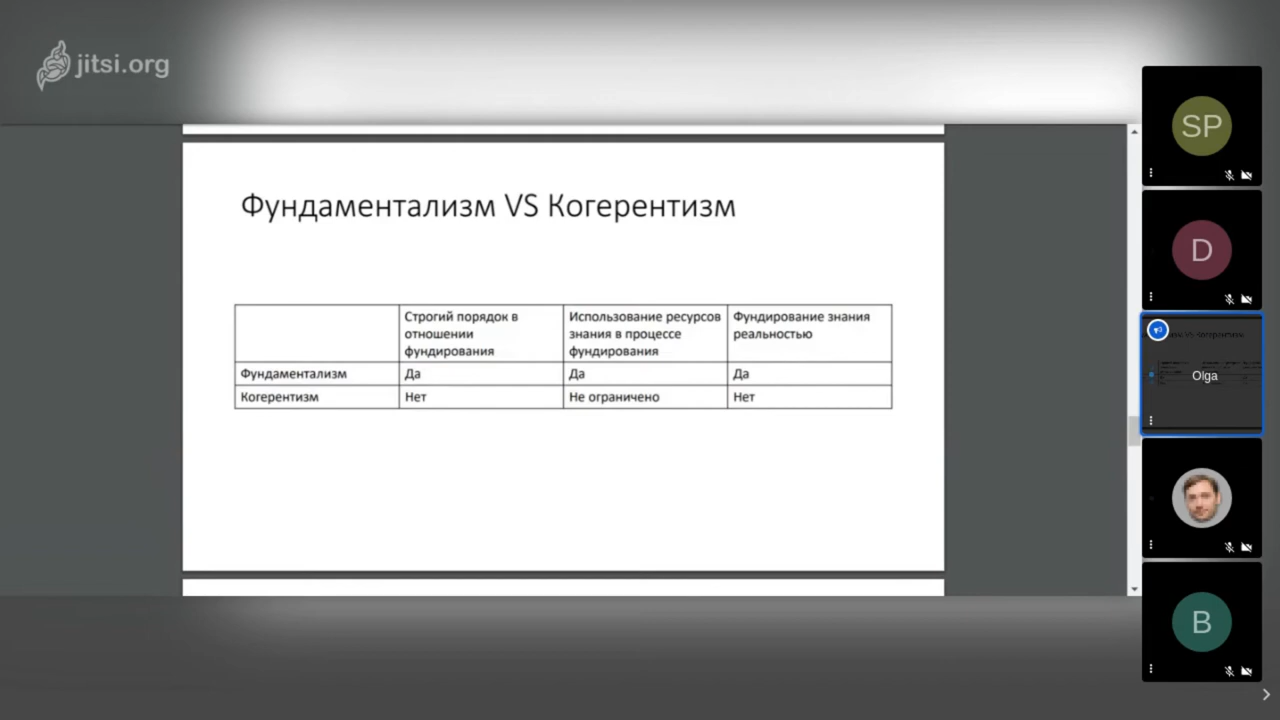 jitsi.org
SP
Фундаментализм VS Когерентизм
D
Строгий порядок в
отношении
фундирования
Использование ресурсов
знания в процессе
фундирования
Фундирование знания
реальностью
Фундаментализм
Да
Да
Да
Когерентизм
Нет
Не ограничено
Нет
Olga
B